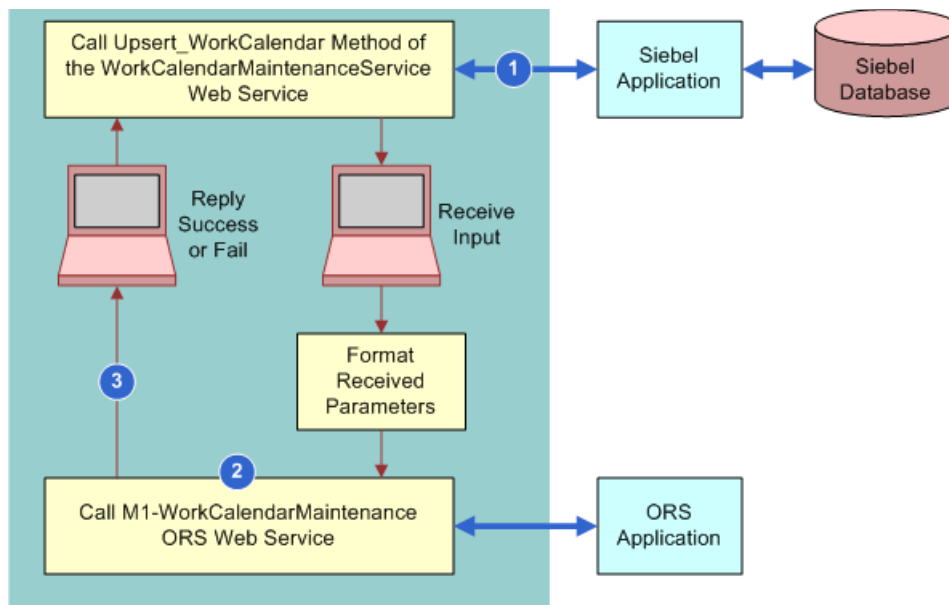 Call Upsert_WorkCalendar Method of
the WorkCalendarMaintenanceService
Web Service
1
Siebel
Application
Siebel
Database
Reply
Success
or Fail
Receive
Input
Format
Received
Parameters
3
2
Call M1-WorkCalendarMaintenance
ORS Web Service
ORS
Application